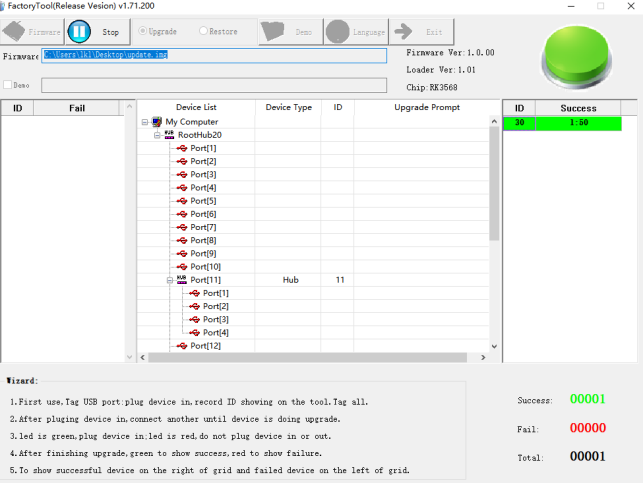 FactoryTool(Release Vesion) v1.71.200
Firmware Stop Upgrade Restore Demo Language Exit
Firmware C:\Users\lkl\Desktop\update.img Firmware Ver:1.0.00
Loader Ver:1.01
Demo Chip:RK3568
ID Fail Device List Device Type ID Upgrade Prompt ID Success
My Computer 30 1:50
HUB RootHub20
Port[1]
Port[2]
Port[3]
Port[4]
Port[5]
Port[6]
Port[7]
Port[8]
Port[9]
Port[10]
HUB Port[11] Hub 11
Port[1]
Port[2]
Port[3]
Port[4]
Port[12]
Wizard:
1.First use,Tag USB port:plug device in,record ID showing on the tool.Tag all.
2.After pluging device in,connect another until device is doing upgrade.
3.led is green,plug device in;led is red,do not plug device in or out.
4.After finishing upgrade,green to show success,red to show failure.
5.To show successful device on the right of grid and failed device on the left of grid.
Success: 00001
Fail: 00000
Total: 00001